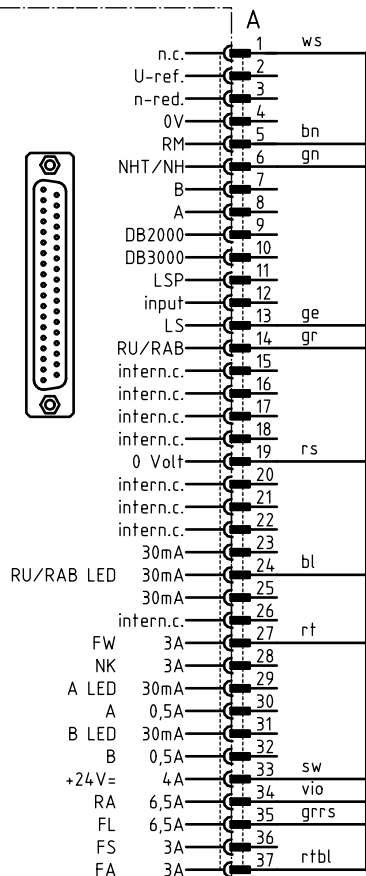 A
n.c. 1 ws
U-ref. 2
n-red. 3
0V 4
RM 5 bn
NHT/NH 6 gn
B 7
A 8
DB2000 9
DB3000 10
LSP 11
input 12
LS 13 ge
RU/RAB 14 gr
intern.c. 15
intern.c. 16
intern.c. 17
intern.c. 18
0 Volt 19 rs
intern.c. 20
intern.c. 21
intern.c. 22
30mA 23
RU/RAB LED 30mA 24 bl
30mA 25
intern.c. 26
FW 3A 27 rt
NK 3A 28
A LED 30mA 29
A 0,5A 30
B LED 30mA 31
B 0,5A 32
+24V= 4A 33 sw
RA 6,5A 34 vio
FL 6,5A 35 grrs
FS 3A 36
FA 3A 37 rtbl